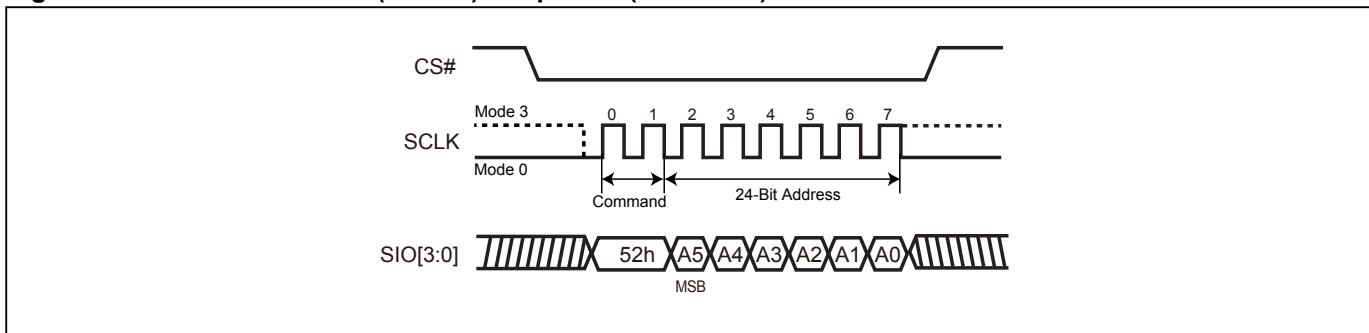 CS#
Mode 3
0 1 2 3 4 5 6 7
SCLK
Mode 0
Command
24-Bit Address
SIO[3:0]
52h A5 A4 A3 A2 A1 A0
MSB